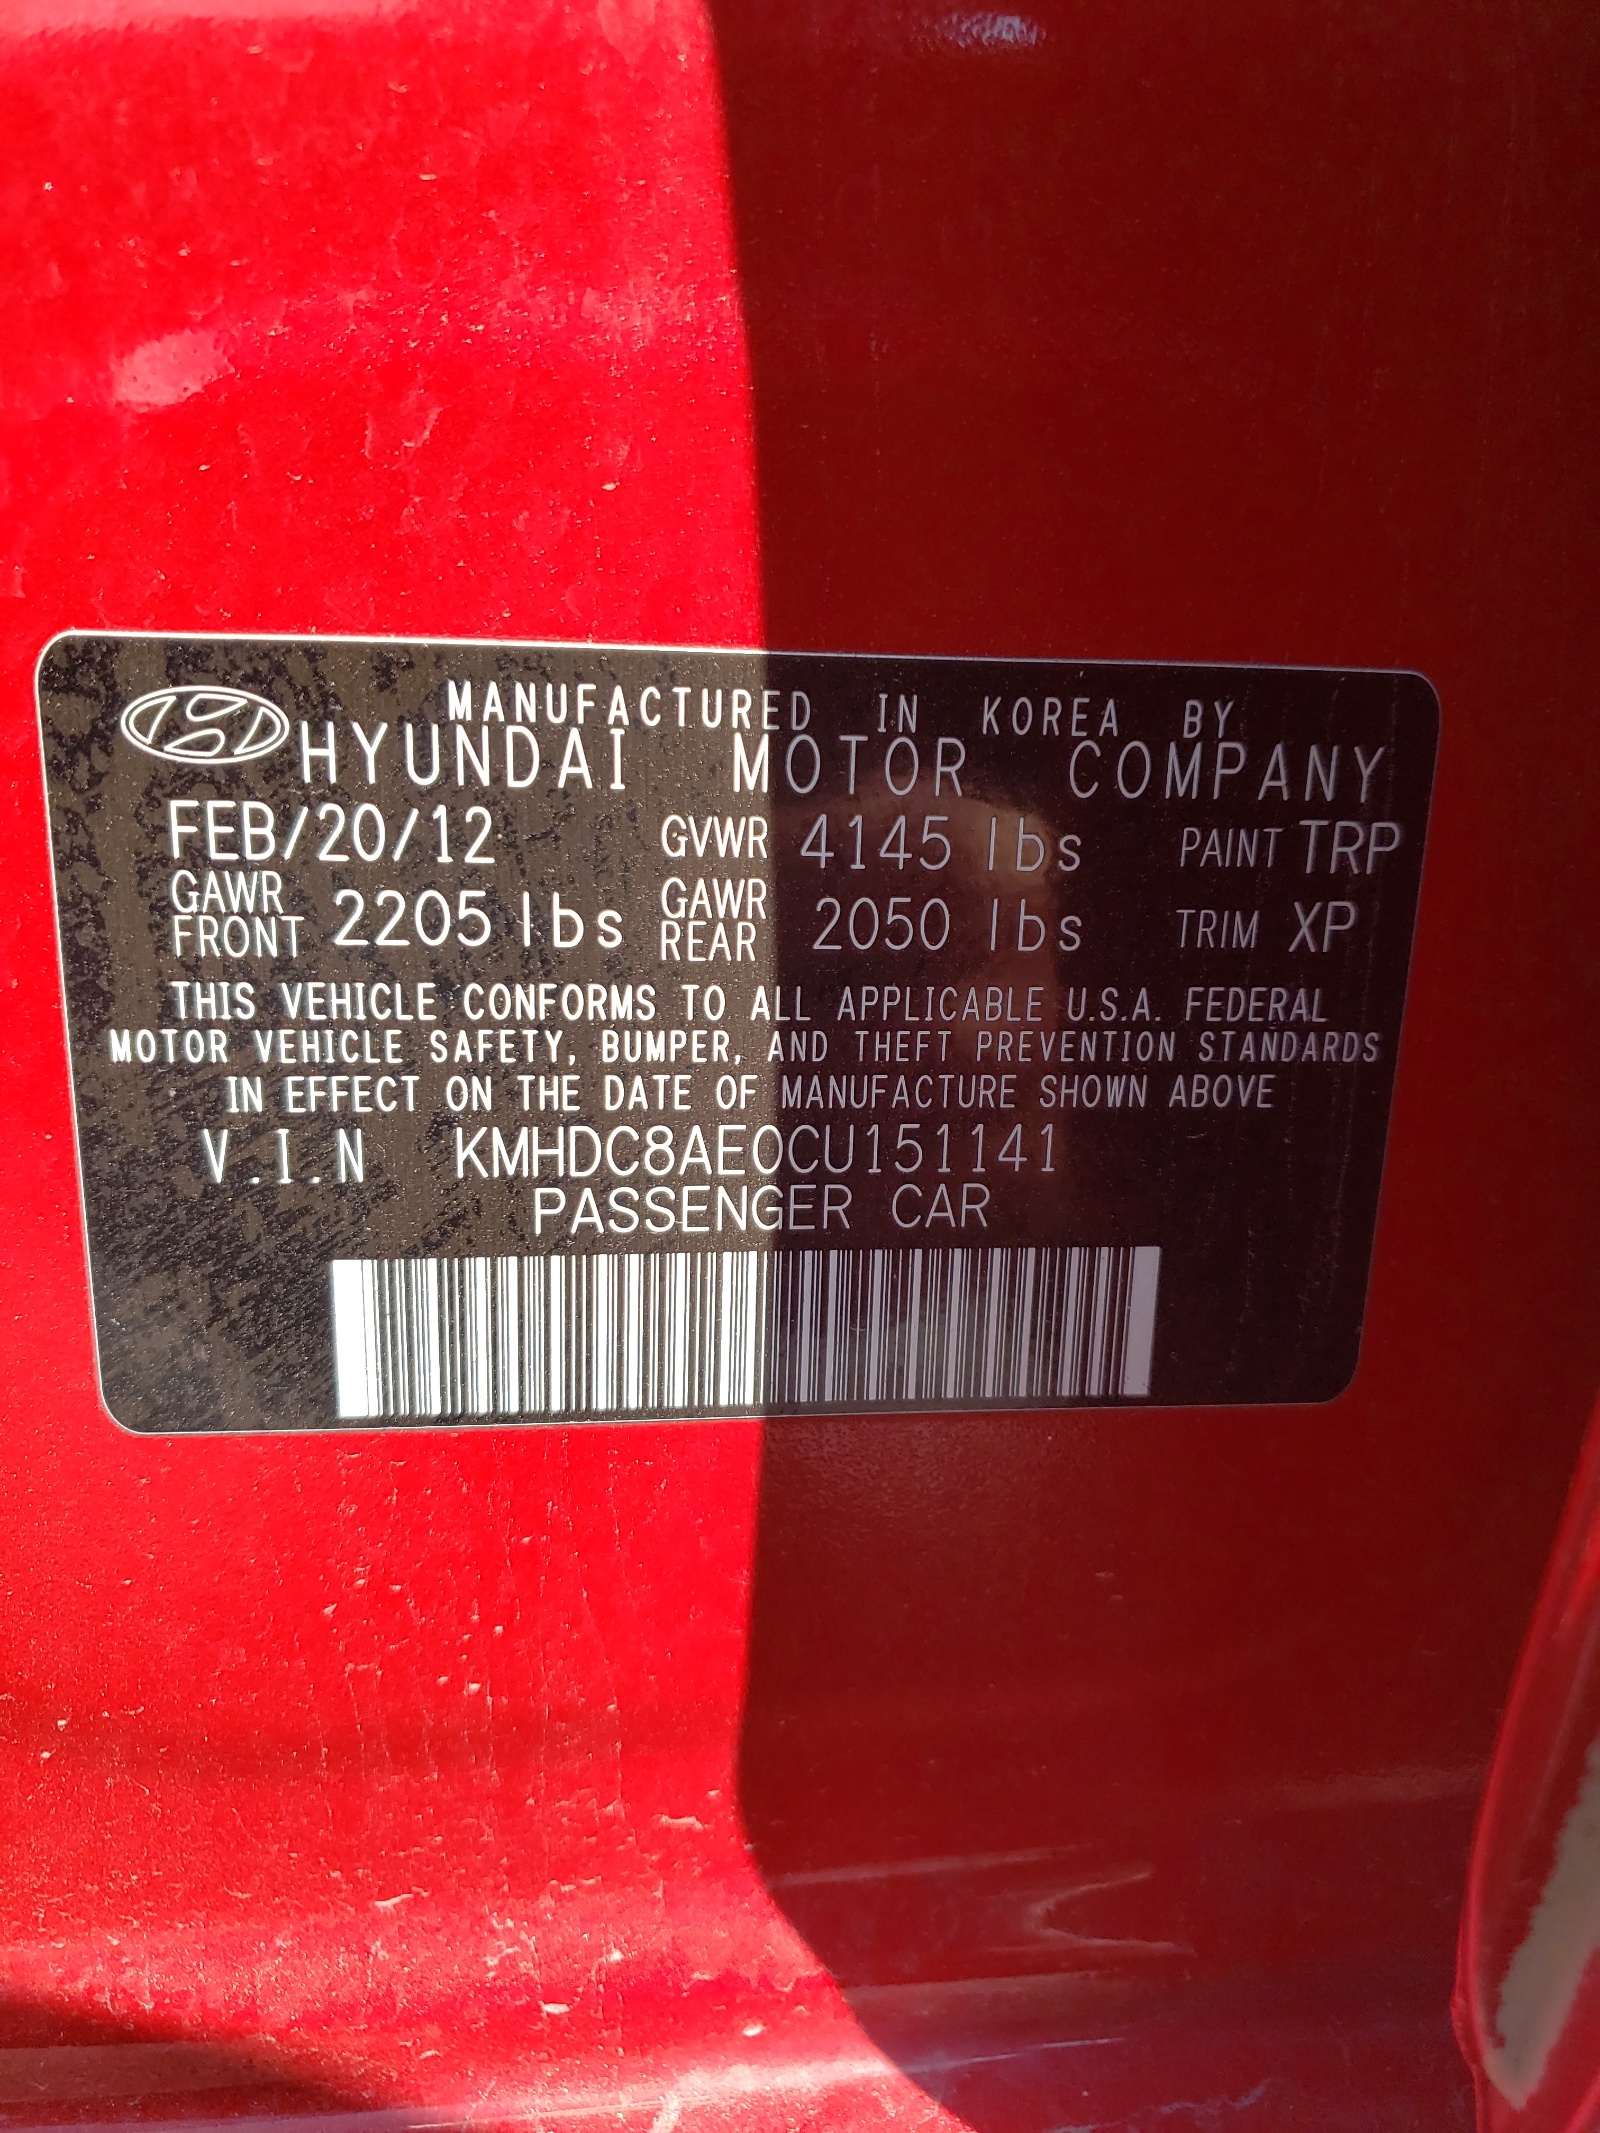 MANUFACTURED IN KOREA BY
HYUNDAI MOTOR COMPANY
FEB/20/12 GVWR 4145 lbs PAINT TRP
GAWR FRONT 2205 lbs GAWR REAR 2050 lbs TRIM XP
THIS VEHICLE CONFORMS TO ALL APPLICABLE U.S.A. FEDERAL
MOTOR VEHICLE SAFETY, BUMPER, AND THEFT PREVENTION STANDARDS
IN EFFECT ON THE DATE OF MANUFACTURE SHOWN ABOVE
V.I.N KMHDC8AE0CU151141
PASSENGER CAR